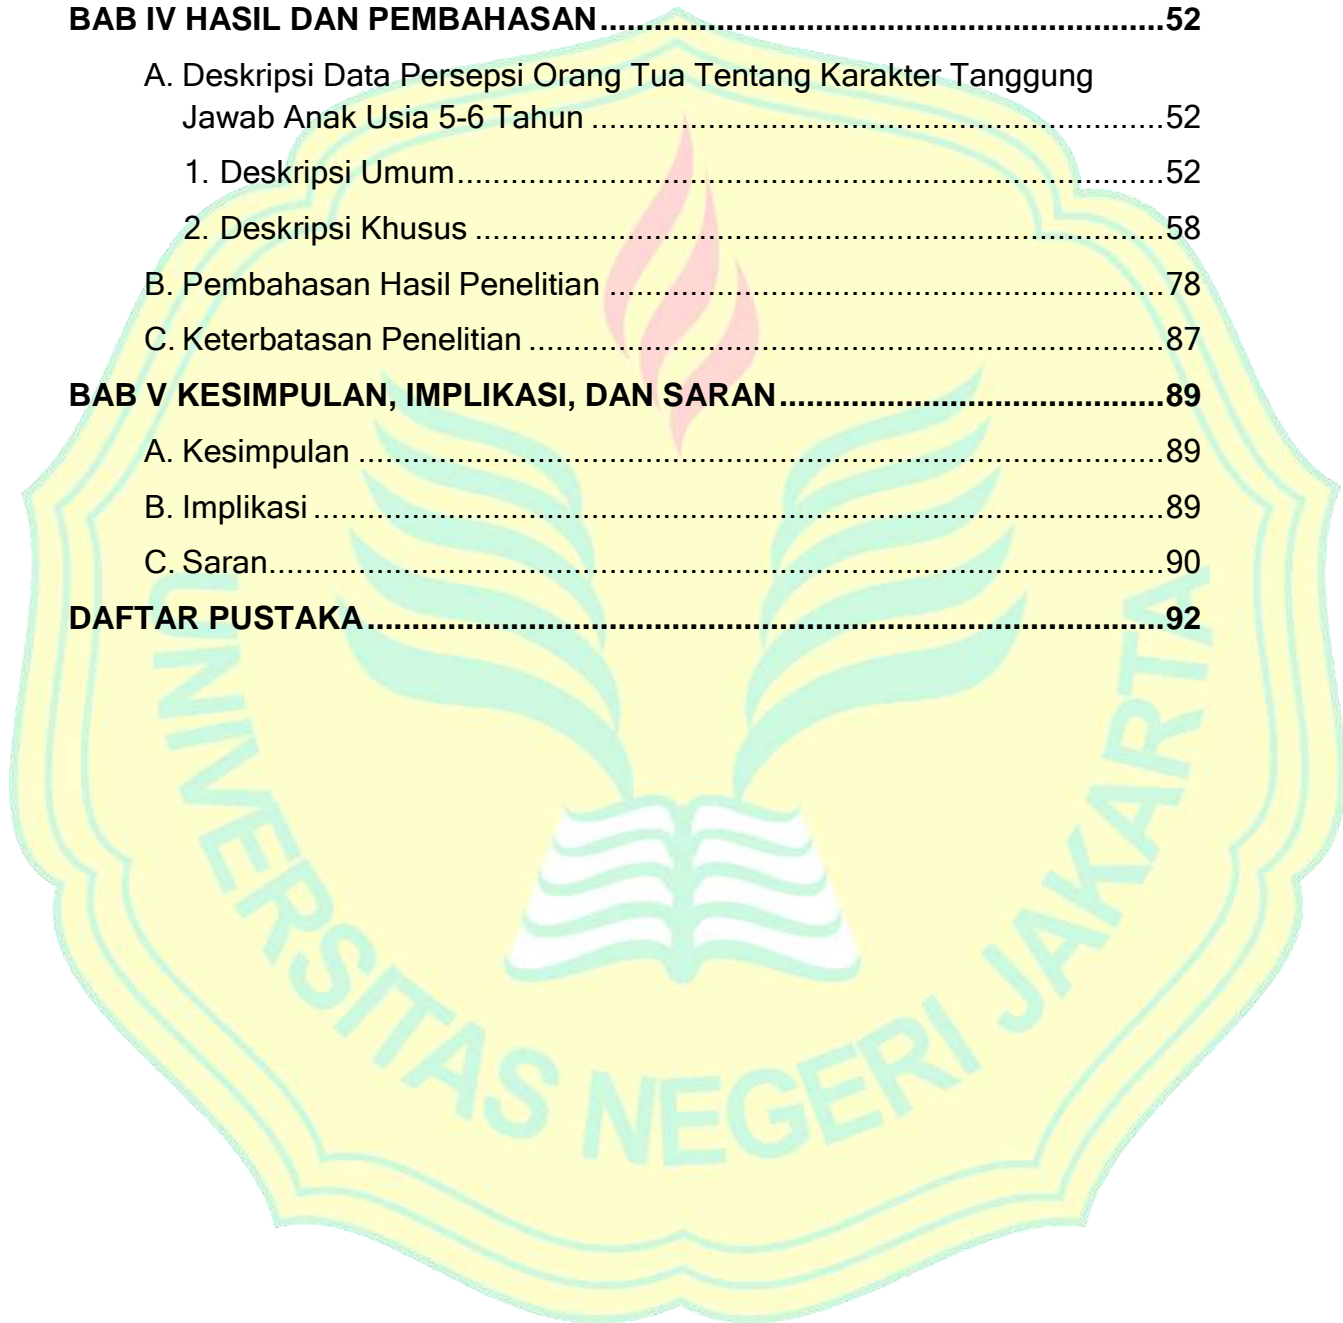 BAB IV HASIL DAN PEMBAHASAN................................................................52
A. Deskripsi Data Persepsi Orang Tua Tentang Karakter Tanggung
Jawab Anak Usia 5-6 Tahun ................................................................52
1. Deskripsi Umum................................................................52
2. Deskripsi Khusus ................................................................58
B. Pembahasan Hasil Penelitian ................................................................78
C. Keterbatasan Penelitian ................................................................87
BAB V KESIMPULAN, IMPLIKASI, DAN SARAN..........................................89
A. Kesimpulan ................................................................89
B. Implikasi ................................................................89
C. Saran................................................................90
DAFTAR PUSTAKA ................................................................92
UNIVERSITAS NEGERI JAKARTA